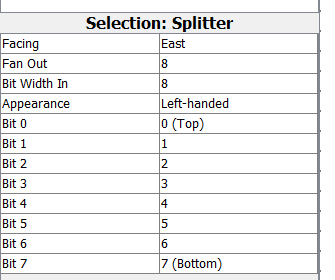 Selection: Splitter
Facing East
Fan Out 8
Bit Width In 8
Appearance Left-handed
Bit 0 0 (Top)
Bit 1 1
Bit 2 2
Bit 3 3
Bit 4 4
Bit 5 5
Bit 6 6
Bit 7 7 (Bottom)